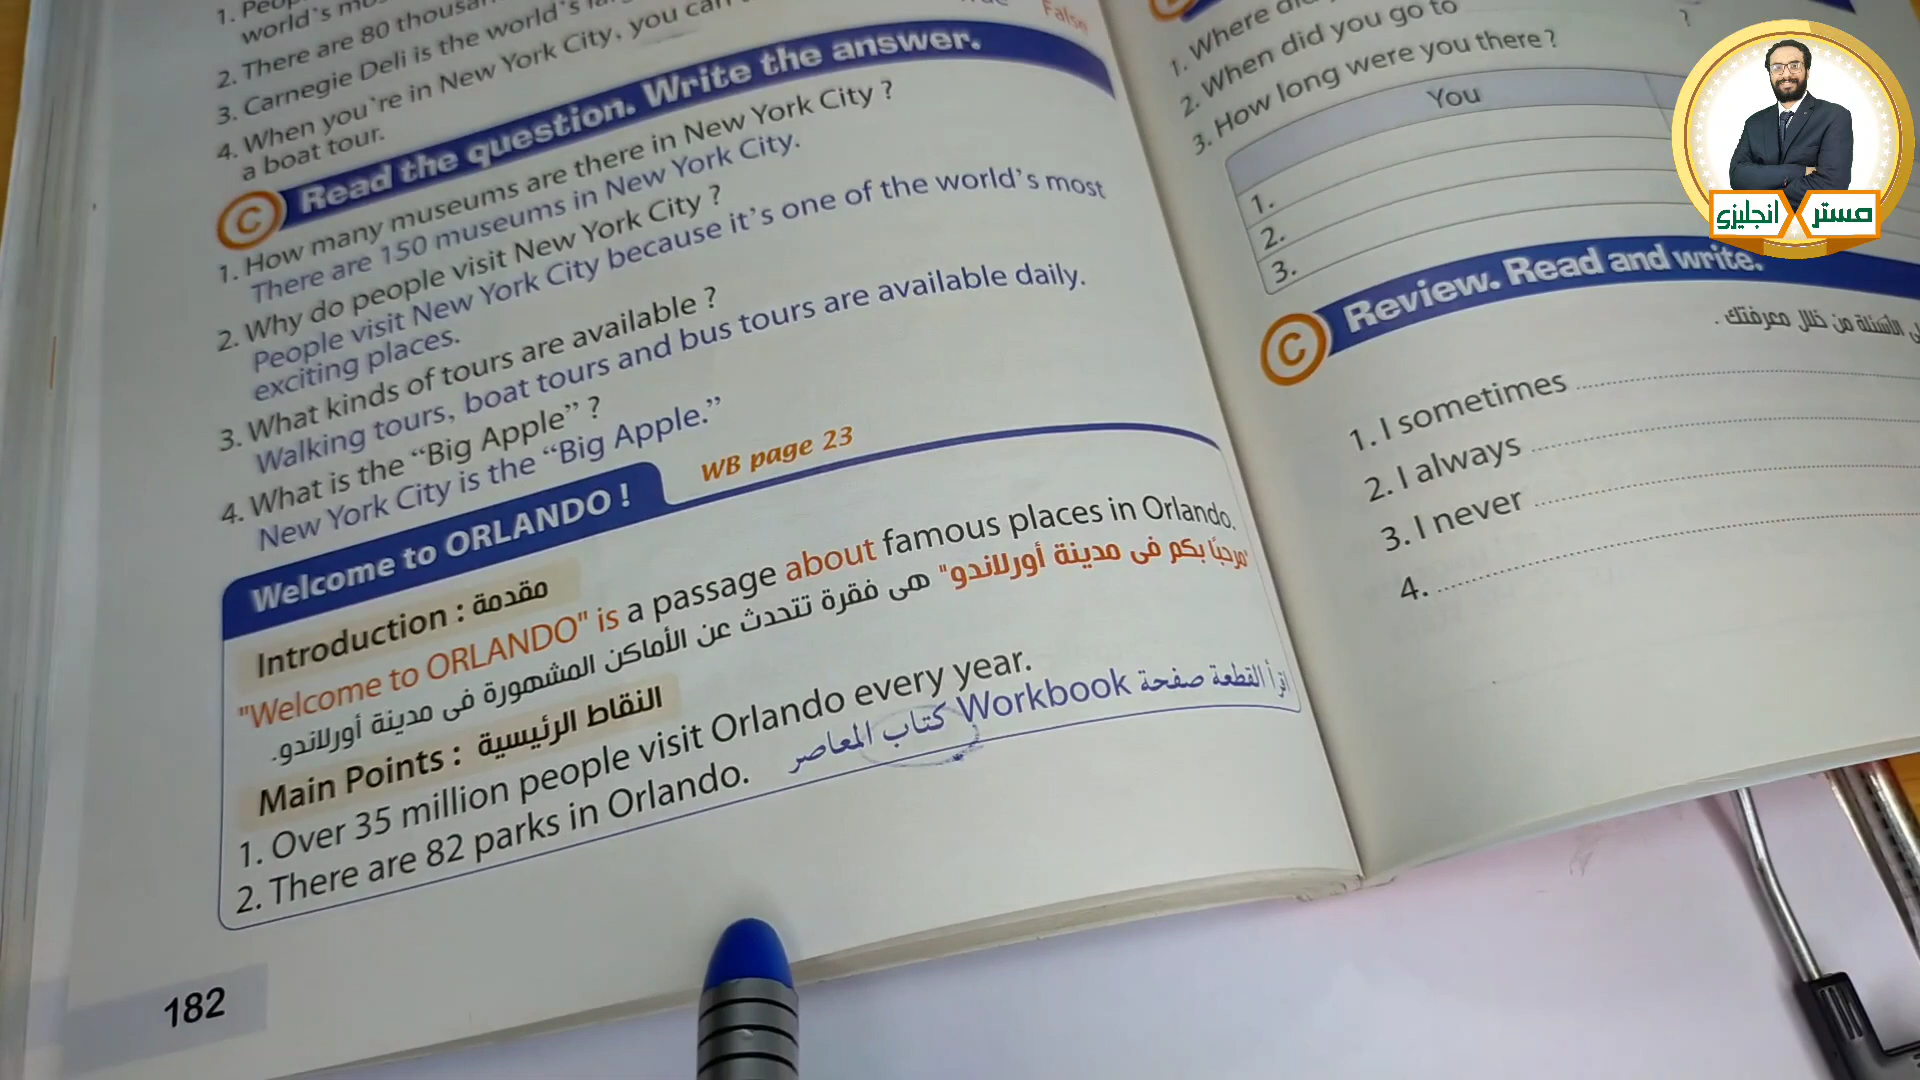 1.
world's
2. There are 80
3. Carnegie Deli is the world's
4. When you're in New York City, you can
a boat tour.
False
C Read the question. Write the answer.
1. How many museums are there in New York City ?
There are 150 museums in New York City.
2. Why do people visit New York City ?
People visit New York City because it's one of the world's most
exciting places.
3. What kinds of tours are available ?
Walking tours, boat tours and bus tours are available daily.
4. What is the “Big Apple” ?
New York City is the “Big Apple.”
Welcome to ORLANDO !
WB page 23
Introduction : مقدمة
"Welcome to ORLANDO" is a passage about famous places in Orlando.
"مرحبًا بكم فى مدينة أورلاندو" هى فقرة تتحدث عن الأماكن المشهورة فى مدينة أورلاندو.
Main Points : النقاط الرئيسية
1. Over 35 million people visit Orlando every year.
2. There are 82 parks in Orlando.
اقرأ القطعة صفحة Workbook كتاب المعاصر
182
1. Where
2. When did you go to
?
3. How long were you there ?
You
1.
2.
3.
C Review. Read and write.
الأسئلة من خلال معرفتك .
1. I sometimes
2. I always
3. I never
4.
مستر X انجليزي